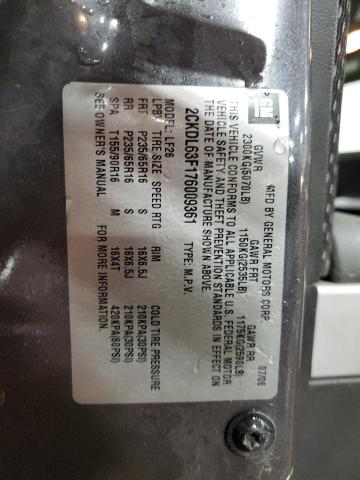 GM MFD BY GENERAL MOTORS CORP. 07/06
GVWR GAWR FRT GAWR RR
2300KG(5070LB) 1150KG(2535LB) 1175KG(2590LB)
THIS VEHICLE CONFORMS TO ALL APPLICABLE U.S. FEDERAL MOTOR
VEHICLE SAFETY AND THEFT PREVENTION STANDARDS IN EFFECT
ON THE DATE OF MANUFACTURE SHOWN ABOVE.
2CKDL63F176009361 TYPE: M.P.V.
MODEL: LF26
LPBY TIRE SIZE SPEED RTG RIM COLD TIRE PRESSURE
FRT P235/65R16 S 16X6.5J 210KPA(30PSI)
RR P235/65R16 S 16X6.5J 210KPA(30PSI)
SPA T155/90R16 M 16X4T 420KPA(60PSI)
SEE OWNER'S MANUAL FOR MORE INFORMATION.